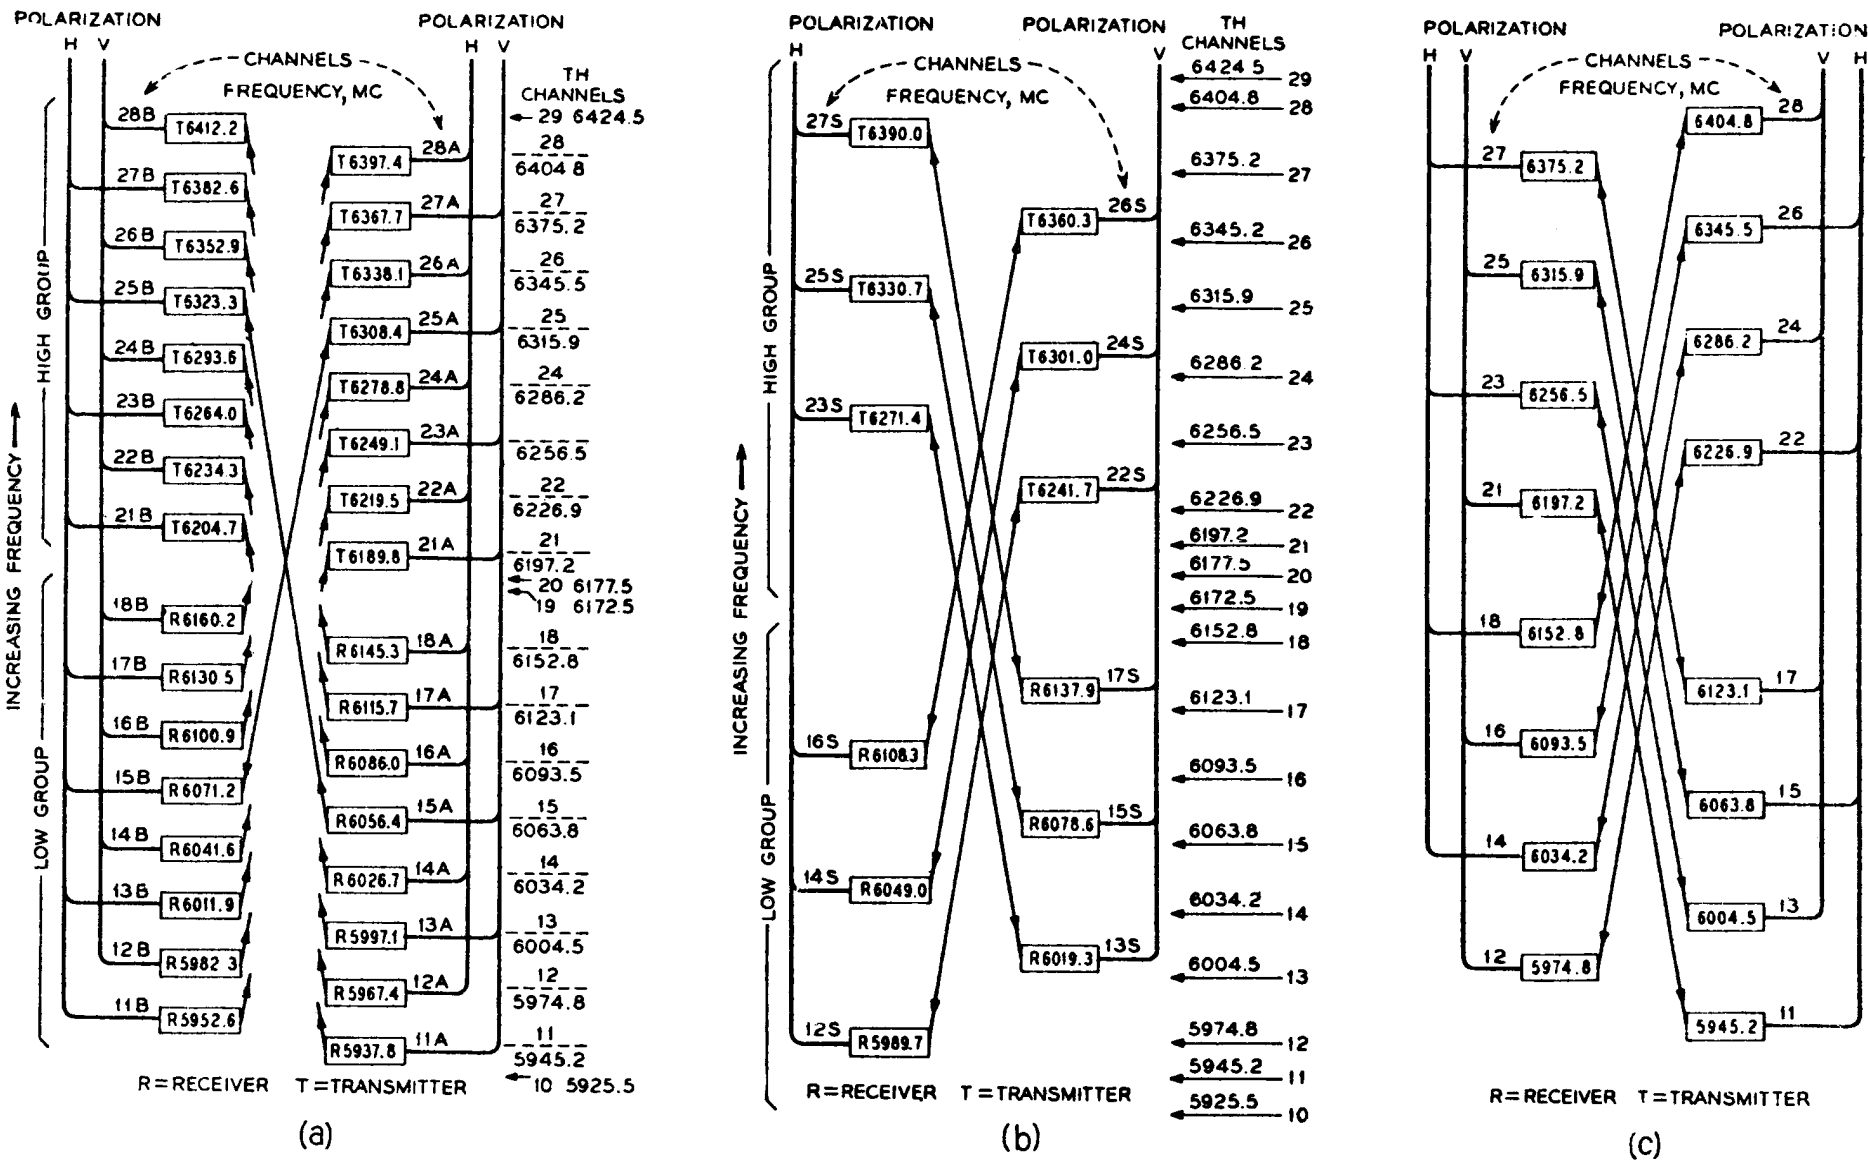 POLARIZATION
H V
POLARIZATION
H V
CHANNELS
FREQUENCY, MC
TH
CHANNELS
29 6424.5
28B T6412.2
T6397.4 28A
28
6404.8
27B T6382.6
T6367.7 27A
27
6375.2
26B T6352.9
T6338.1 26A
26
6345.5
25B T6323.3
T6308.4 25A
25
6315.9
24B T6293.6
T6278.8 24A
24
6286.2
23B T6264.0
T6249.1 23A
6256.5
22B T6234.3
T6219.5 22A
22
6226.9
21B T6204.7
T6189.8 21A
21
6197.2
20 6177.5
19 6172.5
18B R6160.2
R6145.3 18A
18
6152.8
17B R6130.5
R6115.7 17A
17
6123.1
16B R6100.9
R6086.0 16A
16
6093.5
15B R6071.2
R6056.4 15A
15
6063.8
14B R6041.6
R6026.7 14A
14
6034.2
13B R6011.9
R5997.1 13A
13
6004.5
12B R5982.3
R5967.4 12A
12
5974.8
11B R5952.6
R5937.8 11A
11
5945.2
10 5925.5
HIGH GROUP
LOW GROUP
INCREASING FREQUENCY
R=RECEIVER T=TRANSMITTER
(a)
POLARIZATION
H
POLARIZATION
V
CHANNELS
FREQUENCY, MC
TH
CHANNELS
6424.5 29
6404.8 28
27S T6390.0
6375.2 27
T6360.3 26S
6345.2 26
25S T6330.7
6315.9 25
T6301.0 24S
6286.2 24
23S T6271.4
6256.5 23
T6241.7 22S
6226.9 22
6197.2 21
6177.5 20
6172.5 19
6152.8 18
R6137.9 17S
6123.1 17
16S R6108.3
6093.5 16
R6078.6 15S
6063.8 15
14S R6049.0
6034.2 14
R6019.3 13S
6004.5 13
12S R5989.7
5974.8 12
5945.2 11
5925.5 10
HIGH GROUP
LOW GROUP
INCREASING FREQUENCY
R=RECEIVER T=TRANSMITTER
(b)
POLARIZATION
H V
POLARIZATION
V H
CHANNELS
FREQUENCY, MC
6404.8 28
27 6375.2
6345.5 26
25 6315.9
6286.2 24
23 6256.5
6226.9 22
21 6197.2
18 6152.8
6123.1 17
16 6093.5
6063.8 15
14 6034.2
6004.5 13
12 5974.8
5945.2 11
R=RECEIVER T=TRANSMITTER
(c)